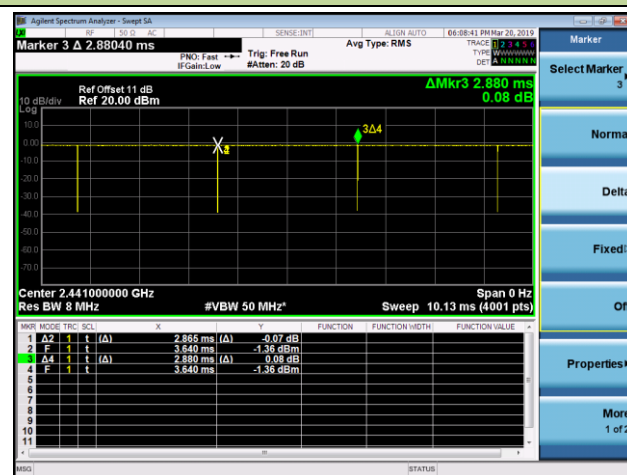 Agilent Spectrum Analyzer - Swept SA
RF 50 Ω AC SENSE:INT ALIGN AUTO 06:08:41 PM Mar 20, 2019
Marker 3 Δ 2.88040 ms
PNO: Fast Trig: Free Run
IFGain:Low #Atten: 20 dB
Avg Type: RMS
TRACE 1 2 3 4 5 6
TYPE WWWWWW
DET A N N N N N
Ref Offset 11 dB
10 dB/div Ref 20.00 dBm
Log
ΔMkr3 2.880 ms
0.08 dB
10.0
0.00
-10.0
-20.0
-30.0
-40.0
-50.0
-60.0
-70.0
3Δ4
Center 2.441000000 GHz Span 0 Hz
Res BW 8 MHz #VBW 50 MHz* Sweep 10.13 ms (4001 pts)
MKR MODE TRC SCL X Y FUNCTION FUNCTION WIDTH FUNCTION VALUE
1 Δ2 1 t (Δ) 2.865 ms (Δ) -0.07 dB
2 F 1 t 3.640 ms -1.36 dBm
3 Δ4 1 t (Δ) 2.880 ms (Δ) 0.08 dB
4 F 1 t 3.640 ms -1.36 dBm
5
6
7
8
9
10
11
MSG STATUS
Marker
Select Marker
3
Norma
Delta
Fixed
Of
Properties
More
1 of 2